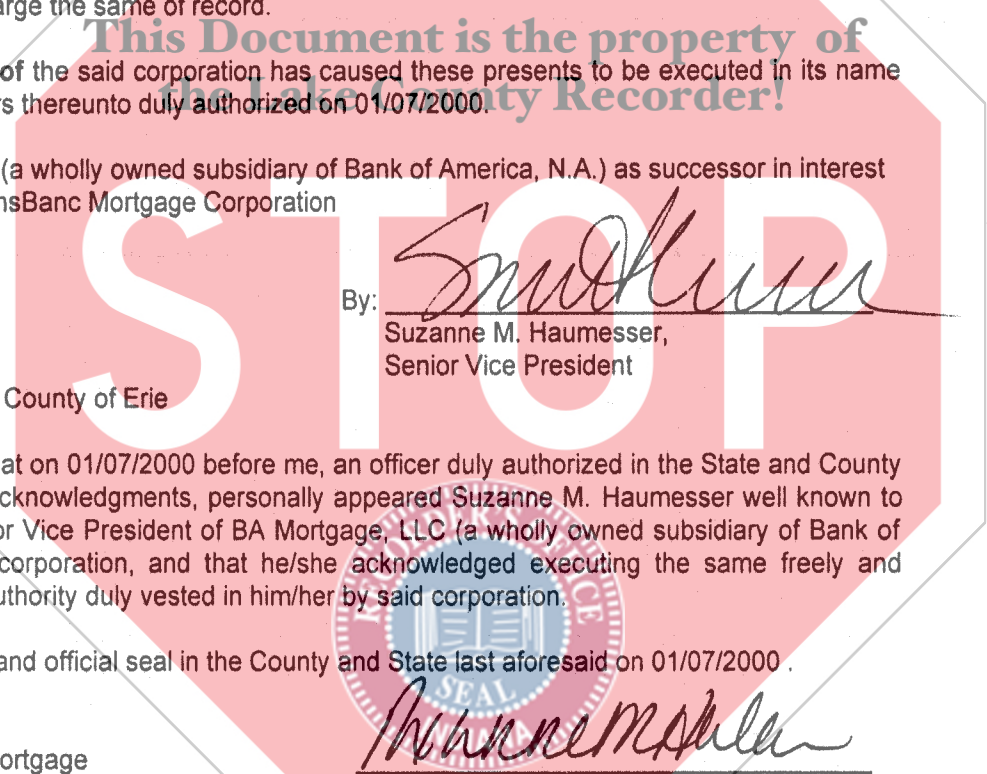 arge the same of record.
This Document is the property of
of the said corporation has caused these presents to be executed in its name
the Lake County Recorder!
rs thereunto duly authorized on 01/07/2000.
(a wholly owned subsidiary of Bank of America, N.A.) as successor in interest
nsBanc Mortgage Corporation
STOP
By:
Suzanne M. Haumesser,
Senior Vice President
County of Erie
at on 01/07/2000 before me, an officer duly authorized in the State and County
cknowledgments, personally appeared Suzanne M. Haumesser well known to
or Vice President of BA Mortgage, LLC (a wholly owned subsidiary of Bank of
corporation, and that he/she acknowledged executing the same freely and
uthority duly vested in him/her by said corporation.
RECORDER'S OFFICE
and official seal in the County and State last aforesaid on 01/07/2000 .
SEAL
INDIANA
ortgage